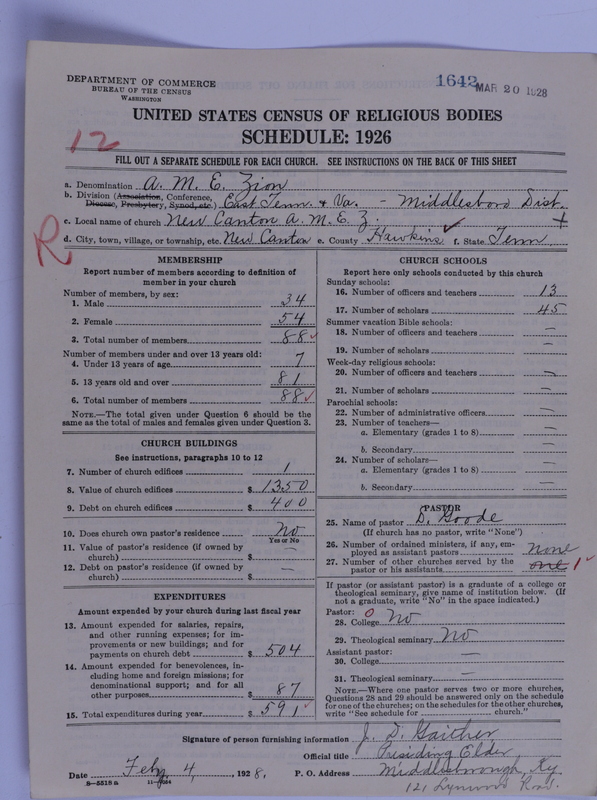 DEPARTMENT OF COMMERCE
BUREAU OF THE CENSUS
WASHINGTON
1642 MAR 20 1928
UNITED STATES CENSUS OF RELIGIOUS BODIES
SCHEDULE: 1926
12
FILL OUT A SEPARATE SCHEDULE FOR EACH CHURCH. SEE INSTRUCTIONS ON THE BACK OF THIS SHEET
a. Denomination A. M. E. Zion
b. Division (Association, Conference, Diocese, Presbytery, Synod, etc.) East Tenn. & Va. - Middlesboro Dist.
c. Local name of church New Canton A. M. E. Z.
d. City, town, village, or township, etc. New Canton e. County Hawkins f. State Tenn
R
MEMBERSHIP
Report number of members according to definition of
member in your church
Number of members, by sex:
1. Male 34
2. Female 54
3. Total number of members 88
Number of members under and over 13 years old:
4. Under 13 years of age 7
5. 13 years old and over 81
6. Total number of members 88
NOTE.—The total given under Question 6 should be
same as the total of males and females given under Question 3.
CHURCH BUILDINGS
See instructions, paragraphs 10 to 12
7. Number of church edifices 1
8. Value of church edifices $ 1350
9. Debt on church edifices $ 400
10. Does church own pastor's residence No
Yes or No
11. Value of pastor's residence (if owned by
church) $ —
12. Debt on pastor's residence (if owned by
church) $ —
EXPENDITURES
Amount expended by your church during last fiscal year
13. Amount expended for salaries, repairs,
and other running expenses; for im-
provements or new buildings; and for
payments on church debt $ 504
14. Amount expended for benevolences, in-
cluding home and foreign missions; for
denominational support; and for all
other purposes $ 87
15. Total expenditures during year $ 591
CHURCH SCHOOLS
Report here only schools conducted by this church
Sunday schools:
16. Number of officers and teachers 13
17. Number of scholars 45
Summer vacation Bible schools:
18. Number of officers and teachers —
19. Number of scholars —
Week-day religious schools:
20. Number of officers and teachers —
21. Number of scholars —
Parochial schools:
22. Number of administrative officers —
23. Number of teachers—
a. Elementary (grades 1 to 8) —
b. Secondary —
24. Number of scholars—
a. Elementary (grades 1 to 8) —
b. Secondary —
PASTOR
25. Name of pastor D. Goode
(If church has no pastor, write "None")
26. Number of ordained ministers, if any, em-
ployed as assistant pastors none
27. Number of other churches served by the
pastor or his assistants one 1
If pastor (or assistant pastor) is a graduate of a college or
theological seminary, give name of institution below. (If
not a graduate, write "No" in the space indicated.)
Pastor: 0
28. College No
29. Theological seminary No
Assistant pastor:
30. College —
31. Theological seminary —
NOTE.—Where one pastor serves two or more churches,
Questions 28 and 29 should be answered only on the schedule
for one of the churches; on the schedules for the other churches,
write "See schedule for ______ church."
Signature of person furnishing information J. D. Gaither
Official title Presiding Elder
Date Feby 4, 1928, P. O. Address Middlesborough, Ky
121 Lynwood Road.
8—5518a